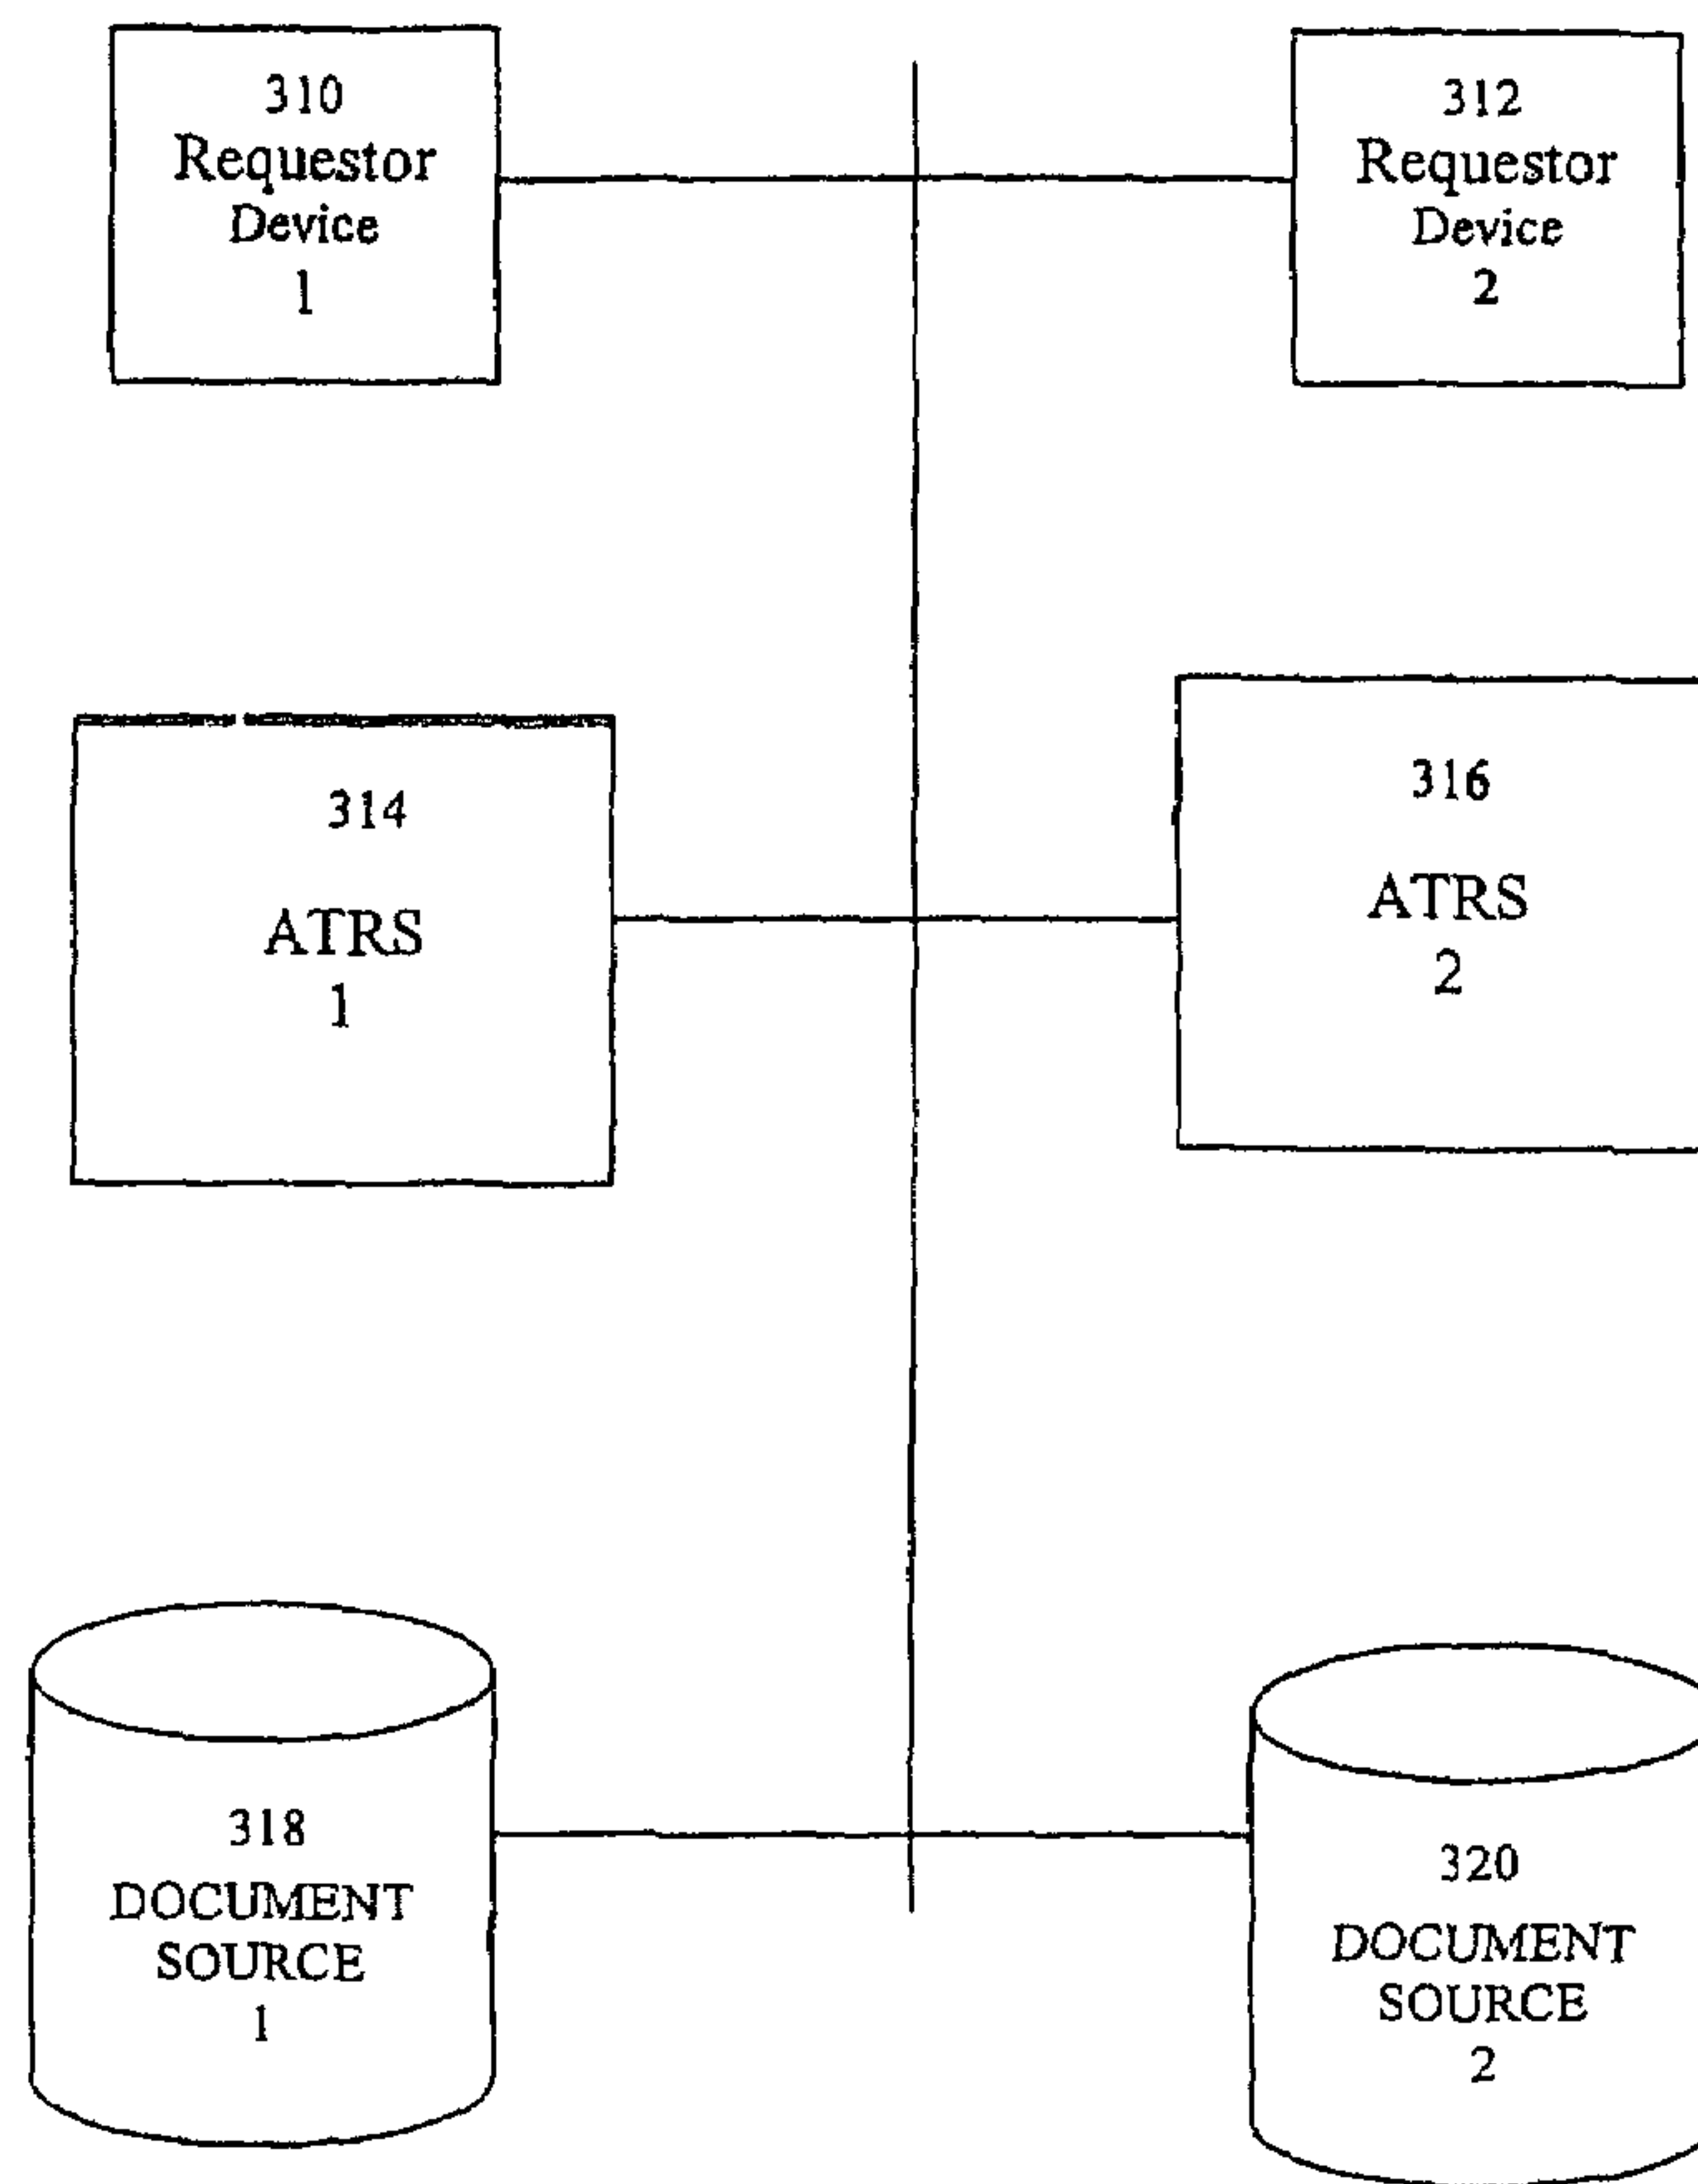 310
Requestor
Device
1
312
Requestor
Device
2
314
ATRS
1
316
ATRS
2
318
DOCUMENT
SOURCE
1
320
DOCUMENT
SOURCE
2